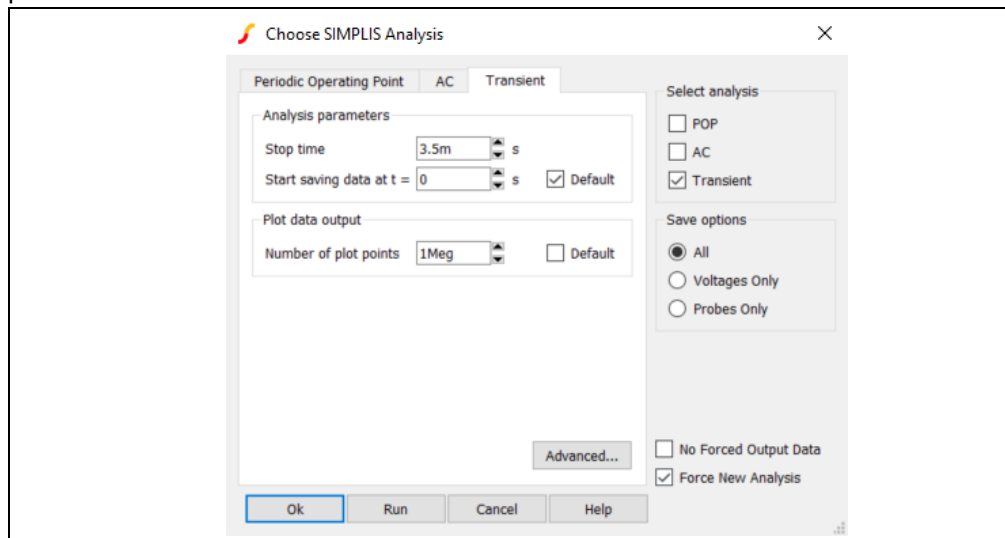 Choose SIMPLIS Analysis
Periodic Operating Point AC Transient
Analysis parameters
Stop time 3.5m s
Start saving data at t = 0 s Default
Plot data output
Number of plot points 1Meg Default
Advanced...
Select analysis
POP
AC
Transient
Save options
All
Voltages Only
Probes Only
No Forced Output Data
Force New Analysis
Ok Run Cancel Help